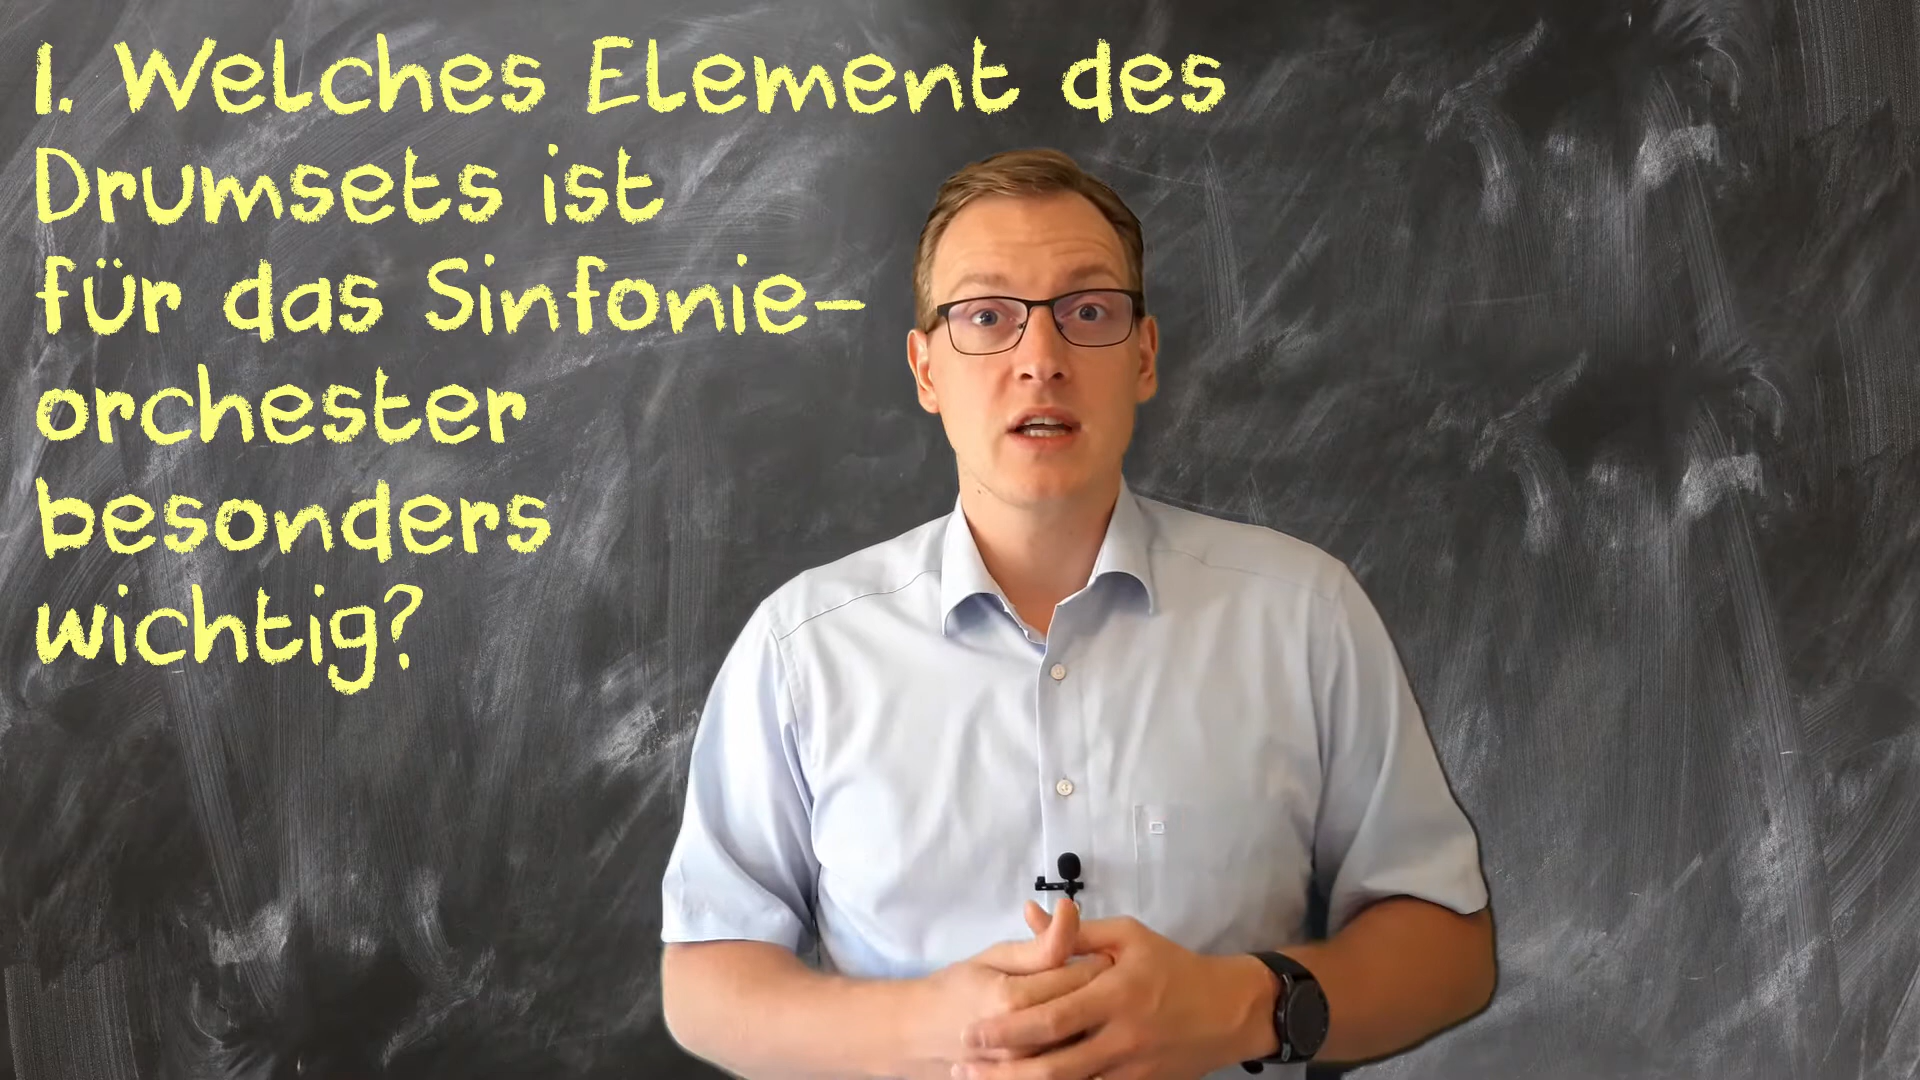 1. Welches Element des
Drumsets ist
für das Sinfonie-
orchester
besonders
wichtig?